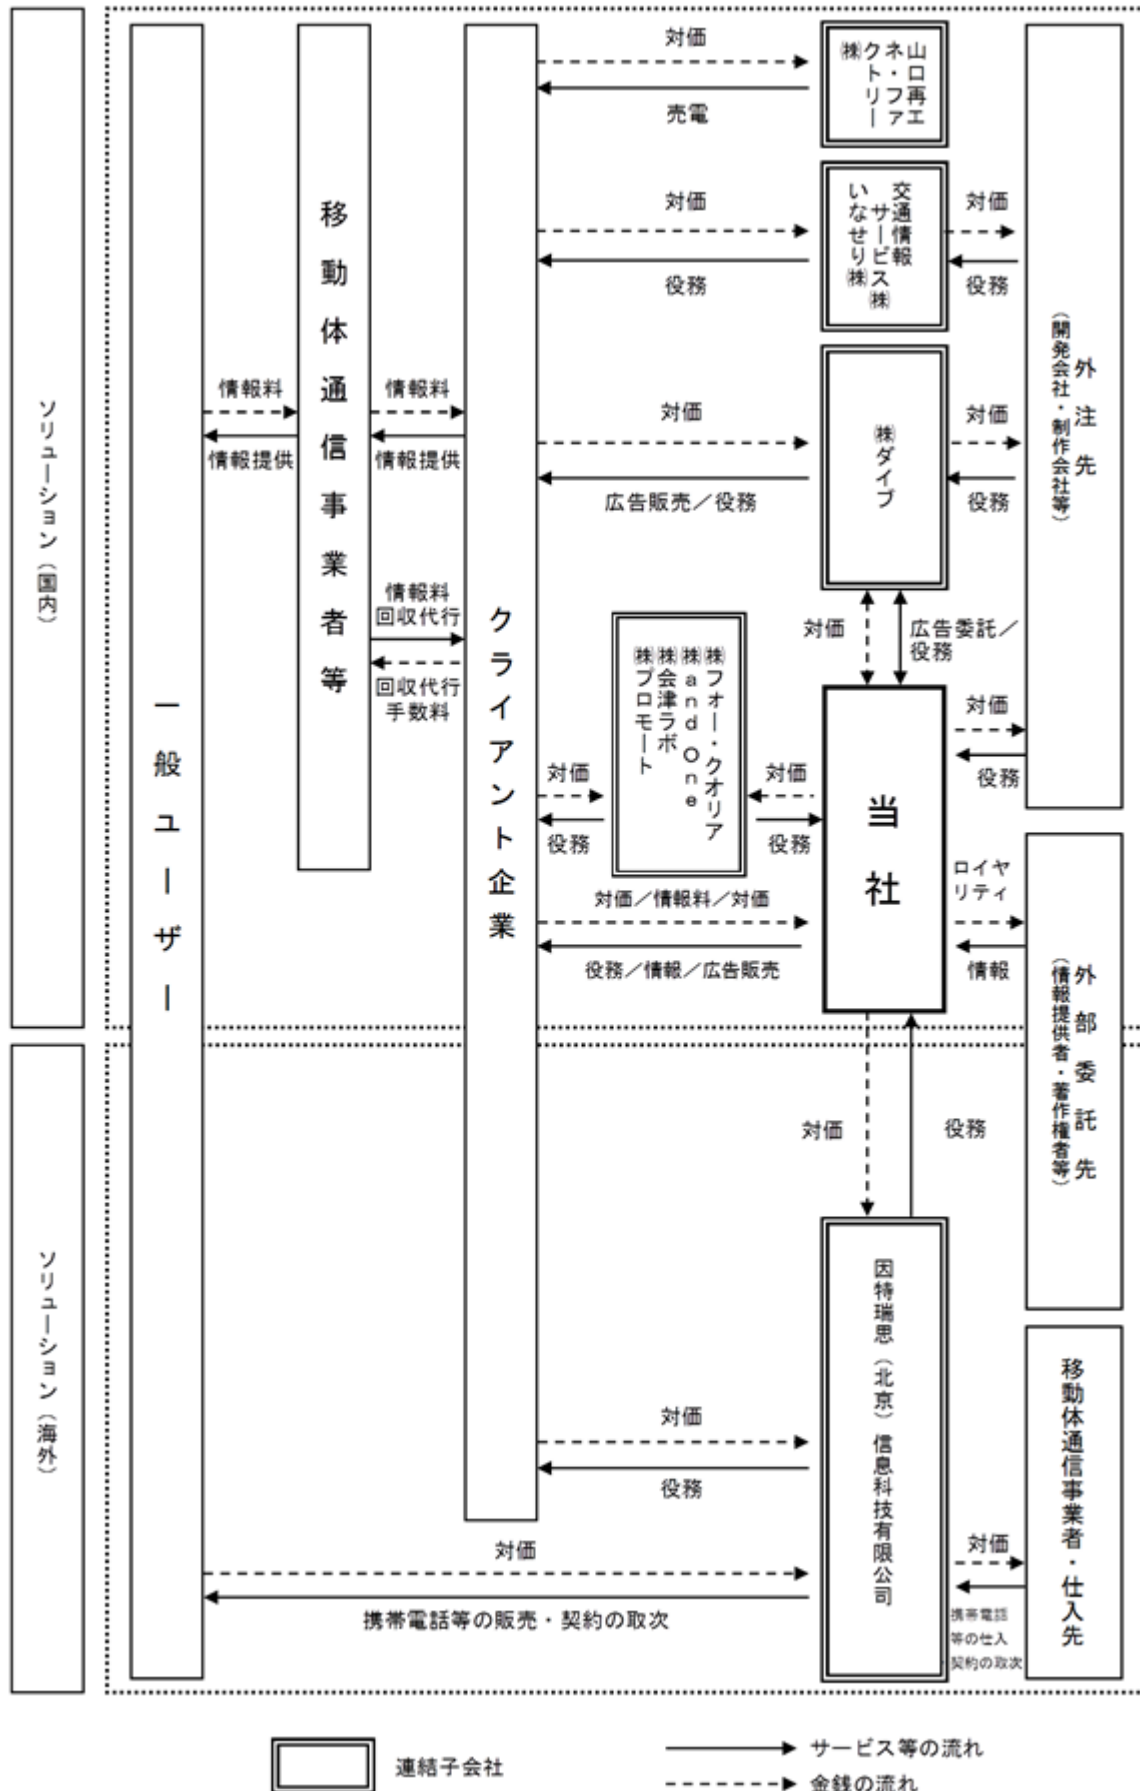 ソリューション（国内）
ソリューション（海外）
一般ユーザー
移動体通信事業者等
クライアント企業
情報料
情報提供
情報料
情報提供
情報料
回収代行
回収代行
手数料
対価
売電
山口再エ
ネ・ファ
クトリー
㈱
対価
役務
交通情報
サービス㈱
いなせり㈱
対価
役務
対価
広告販売／役務
㈱ダイブ
対価
役務
外注先
（開発会社・制作会社等）
対価
広告委託／
役務
㈱フォー・クオリア
㈱and One
㈱会津ラボ
㈱プロモート
対価
役務
対価
役務
当社
対価
役務
対価／情報料／対価
役務／情報／広告販売
ロイヤ
リティ
情報
外部委託先
（情報提供者・著作権者等）
対価
役務
因特瑞思（北京）信息科技有限公司
対価
役務
対価
携帯電話等の販売・契約の取次
対価
携帯電話
等の仕入
・契約の取次
移動体通信事業者・仕入先
連結子会社
サービス等の流れ
金銭の流れ